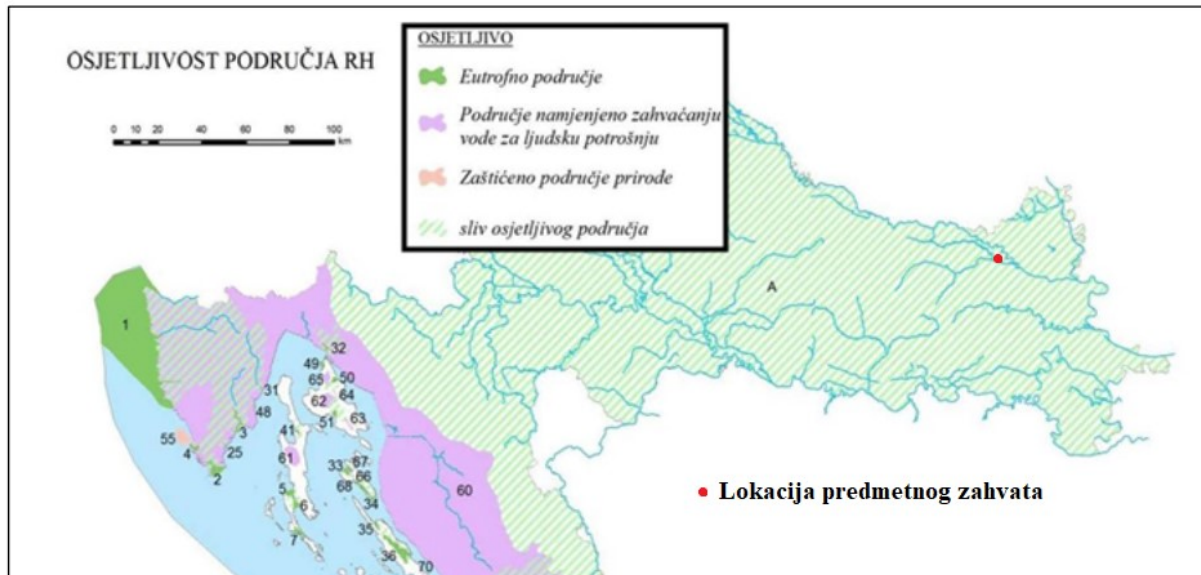 OSJETLJIVOST PODRUČJA RH
0 10 20 40 60 80 100
km
OSJETLJIVO
Eutrofno područje
Područje namjenjeno zahvaćanju
vode za ljudsku potrošnju
Zaštićeno područje prirode
sliv osjetljivog područja
A
1
32
49
65
50
31
62
64
48
51
63
3
41
55
4
25
61
2
33
67
66
60
68
5
6
34
7
35
36
70
Lokacija predmetnog zahvata